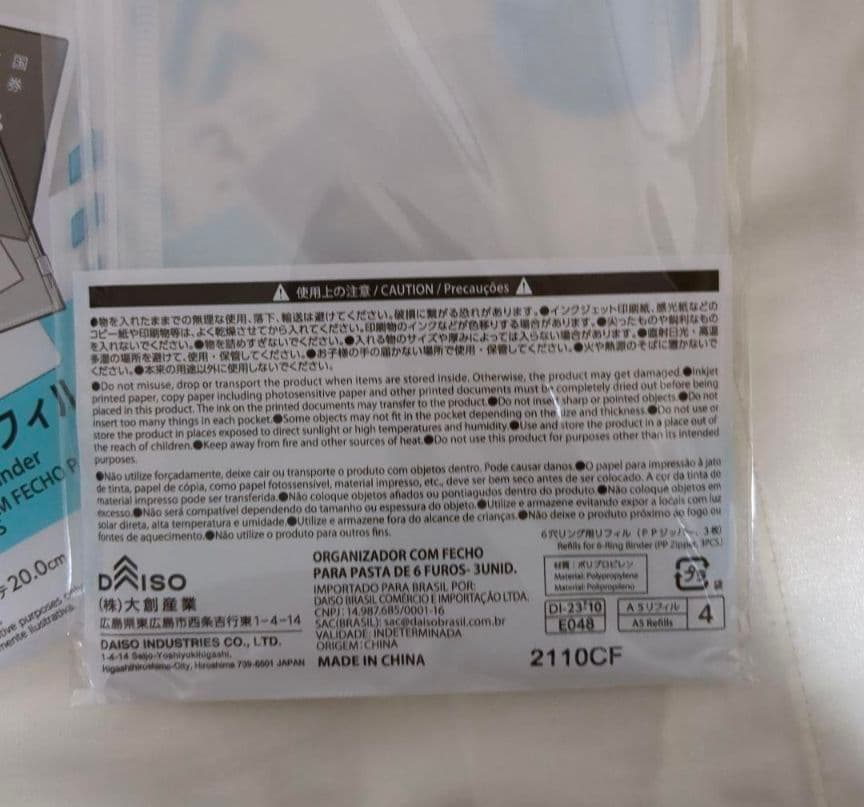 国
券
フィル
nder
M FECHO P
S
テ20.0cm
ive purposes only
mente ilustrativa
⚠ 使用上の注意 / CAUTION / Precauções ⚠
●物を入れたままでの無理な使用、落下、輸送は避けてください。破損に繋がる恐れがあります。●インクジェット印刷紙、感光紙などの
コピー紙や印刷物等は、よく乾燥させてから入れてください。印刷物のインクなどが色移りする場合があります。●尖ったものや鋭利なもの
を入れないでください。●物を詰めすぎないでください。●入れる物のサイズや厚みによっては入らない場合があります。●直射日光・高温
多湿の場所を避けて、使用・保管してください。●お子様の手の届かない場所で使用・保管してください。●火や熱源のそばに置かないで
ください。●本来の用途以外に使用しないでください。
●Do not misuse, drop or transport the product when items are stored inside. Otherwise, the product may get damaged.●Inkjet
printed paper, copy paper including photosensitive paper and other printed documents must be completely dried out before being
placed in this product. The ink on the printed documents may transfer to the product.●Do not insert sharp or pointed objects.●Do not
insert too many things in each pocket.●Some objects may not fit in the pocket depending on the size and thickness.●Do not use or
store the product in places exposed to direct sunlight or high temperatures and humidity.●Use and store the product in a place out of
the reach of children.●Keep away from fire and other sources of heat.●Do not use this product for purposes other than its intended
purposes.
●Não utilize forçadamente, deixe cair ou transporte o produto com objetos dentro. Pode causar danos.●O papel para impressão à jato
de tinta, papel de cópia, como papel fotossensível, material impresso, etc., deve ser bem seco antes de ser colocado. A cor da tinta de
material impresso pode ser transferida.●Não coloque objetos afiados ou pontiagudos dentro do produto.●Não coloque objetos em
excesso.●Não será compatível dependendo do tamanho ou espessura do objeto.●Utilize e armazene evitando expor a locais com luz
solar direta, alta temperatura e umidade.●Utilize e armazene fora do alcance de crianças.●Não deixe o produto próximo ao fogo ou
fontes de aquecimento.●Não utilize o produto para outros fins.
DAISO
(株)大創産業
広島県東広島市西条吉行東1-4-14
DAISO INDUSTRIES CO., LTD.
1-4-14 Saijo-Yoshiyukihigashi,
Higashihiroshima-City, Hiroshima 739-8601 JAPAN
ORGANIZADOR COM FECHO
PARA PASTA DE 6 FUROS- 3UNID.
IMPORTADO PARA BRASIL POR:
DAISO BRASIL COMÉRCIO E IMPORTAÇÃO LTDA.
CNPJ: 14.987.685/0001-16
SAC(BRASIL): sac@daisobrasil.com.br
VALIDADE: INDETERMINADA
ORIGEM: CHINA
MADE IN CHINA
6穴リング用リフィル(PPジッパー、3枚)
Refills for 6-Ring Binder (PP Zipper, 3PCS)
材質:ポリプロピレン
Material: Polypropylene
Material: Polipropileno
プラ
袋
DI-23-10
E048
A5リフィル
A5 Refills
4
2110CF